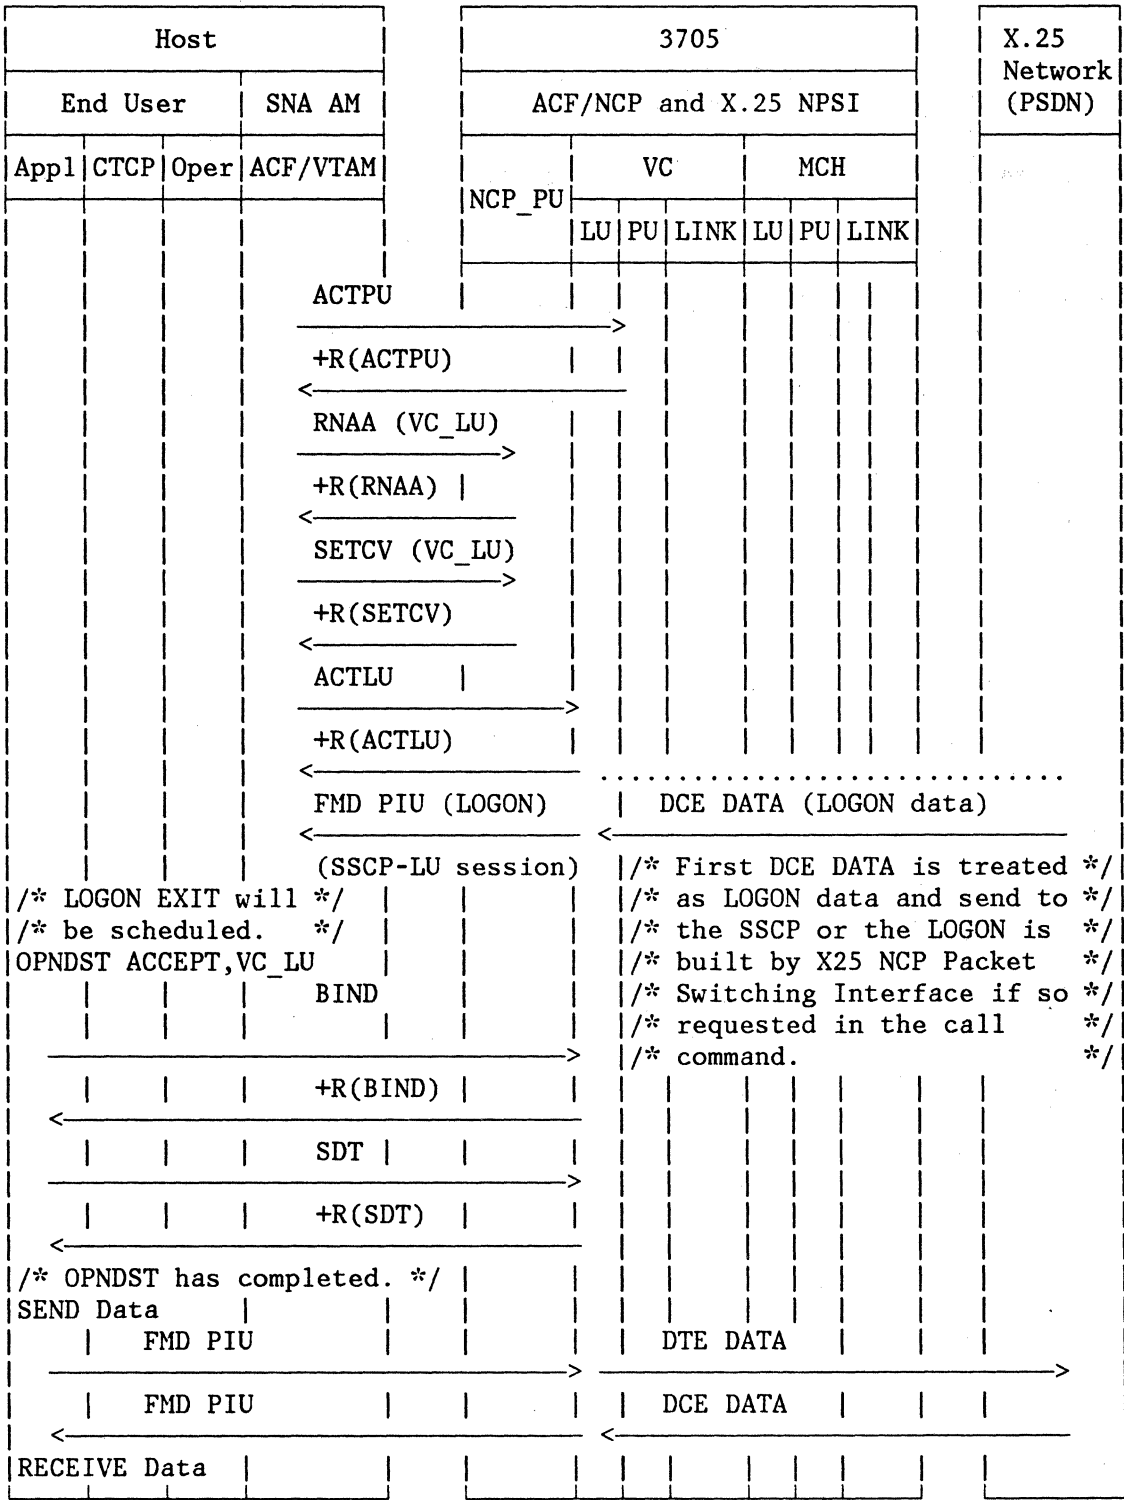 Host 3705 X.25
Network
End User SNA AM ACF/NCP and X.25 NPSI (PSDN)
Appl CTCP Oper ACF/VTAM VC MCH
NCP_PU
LU PU LINK LU PU LINK
ACTPU
+R(ACTPU)
RNAA (VC_LU)
+R(RNAA)
SETCV (VC_LU)
+R(SETCV)
ACTLU
+R(ACTLU)
FMD PIU (LOGON) DCE DATA (LOGON data)
(SSCP-LU session) /* First DCE DATA is treated */
/* LOGON EXIT will */ /* as LOGON data and send to */
/* be scheduled. */ /* the SSCP or the LOGON is */
OPNDST ACCEPT,VC_LU /* built by X25 NCP Packet */
BIND /* Switching Interface if so */
/* requested in the call */
/* command. */
+R(BIND)
SDT
+R(SDT)
/* OPNDST has completed. */
SEND Data
FMD PIU DTE DATA
FMD PIU DCE DATA
RECEIVE Data